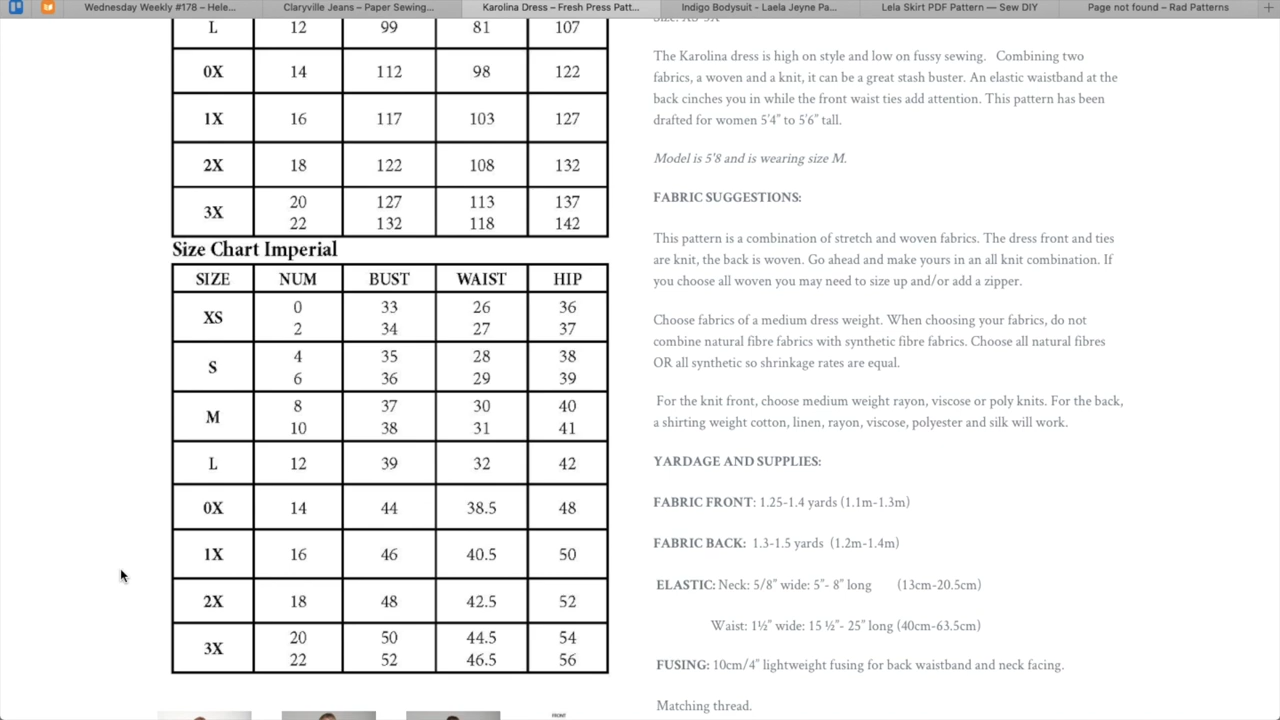 Wednesday Weekly #178 – Hele...
Claryville Jeans – Paper Sewing...
Karolina Dress – Fresh Press Patt...
Indigo Bodysuit - Laela Jeyne Pa...
Lela Skirt PDF Pattern — Sew DIY
Page not found – Rad Patterns
L 12 99 81 107
0X 14 112 98 122
1X 16 117 103 127
2X 18 122 108 132
20 127 113 137
3X
22 132 118 142
Size Chart Imperial
SIZE NUM BUST WAIST HIP
0 33 26 36
XS
2 34 27 37
4 35 28 38
S
6 36 29 39
8 37 30 40
M
10 38 31 41
L 12 39 32 42
0X 14 44 38.5 48
1X 16 46 40.5 50
2X 18 48 42.5 52
20 50 44.5 54
3X
22 52 46.5 56
FRONT
Size: XS-3X
The Karolina dress is high on style and low on fussy sewing. Combining two
fabrics, a woven and a knit, it can be a great stash buster. An elastic waistband at the
back cinches you in while the front waist ties add attention. This pattern has been
drafted for women 5'4" to 5'6" tall.
Model is 5'8 and is wearing size M.
FABRIC SUGGESTIONS:
This pattern is a combination of stretch and woven fabrics. The dress front and ties
are knit, the back is woven. Go ahead and make yours in an all knit combination. If
you choose all woven you may need to size up and/or add a zipper.
Choose fabrics of a medium dress weight. When choosing your fabrics, do not
combine natural fibre fabrics with synthetic fibre fabrics. Choose all natural fibres
OR all synthetic so shrinkage rates are equal.
For the knit front, choose medium weight rayon, viscose or poly knits. For the back,
a shirting weight cotton, linen, rayon, viscose, polyester and silk will work.
YARDAGE AND SUPPLIES:
FABRIC FRONT: 1.25-1.4 yards (1.1m-1.3m)
FABRIC BACK: 1.3-1.5 yards (1.2m-1.4m)
ELASTIC: Neck: 5/8" wide: 5"- 8" long (13cm-20.5cm)
Waist: 1½" wide: 15 ½"- 25" long (40cm-63.5cm)
FUSING: 10cm/4" lightweight fusing for back waistband and neck facing.
Matching thread.